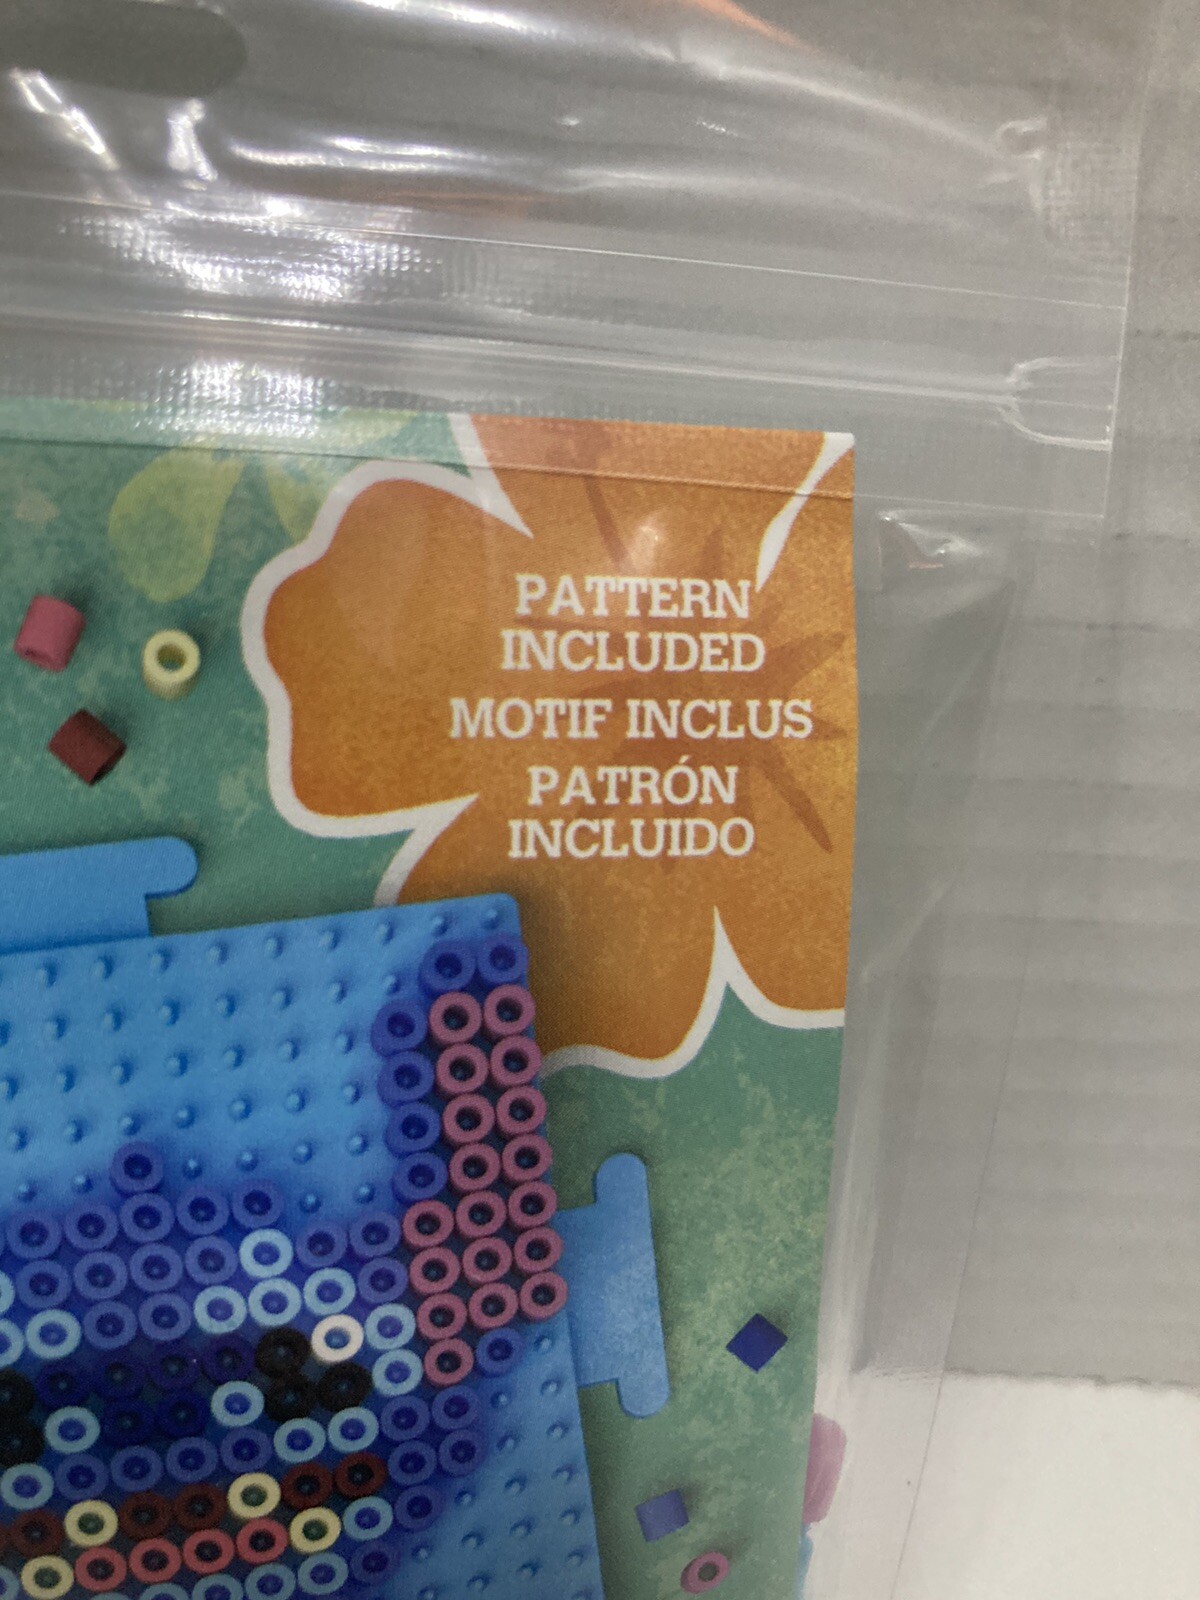 PATTERN
INCLUDED
MOTIF INCLUS
PATRÓN
INCLUIDO